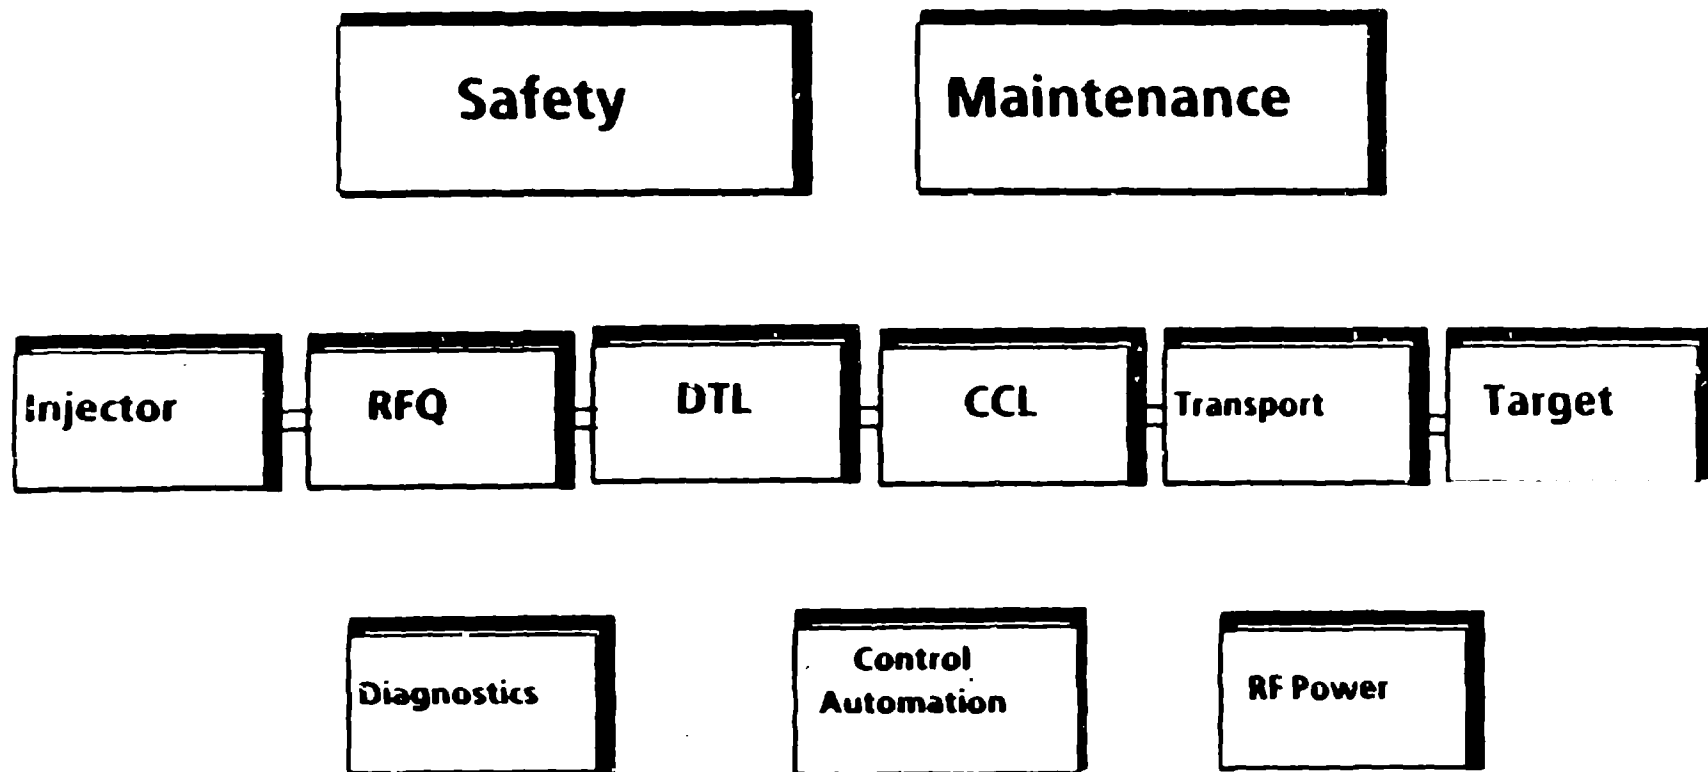 Safety
Maintenance
Injector
RFQ
DTL
CCL
Transport
Target
Diagnostics
Control
Automation
RF Power